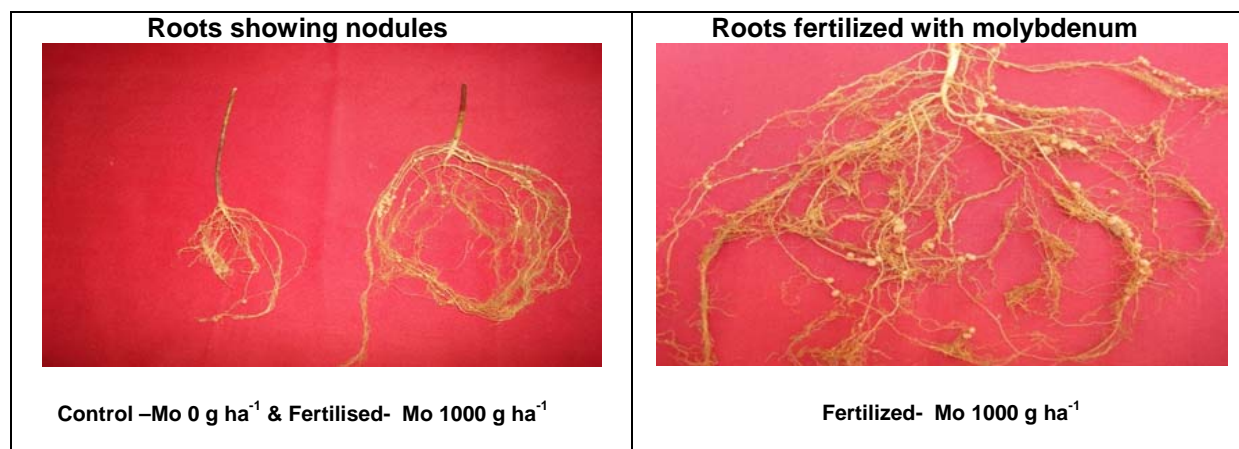 Roots showing nodules
Control –Mo 0 g ha⁻¹ & Fertilised- Mo 1000 g ha⁻¹
Roots fertilized with molybdenum
Fertilized- Mo 1000 g ha⁻¹